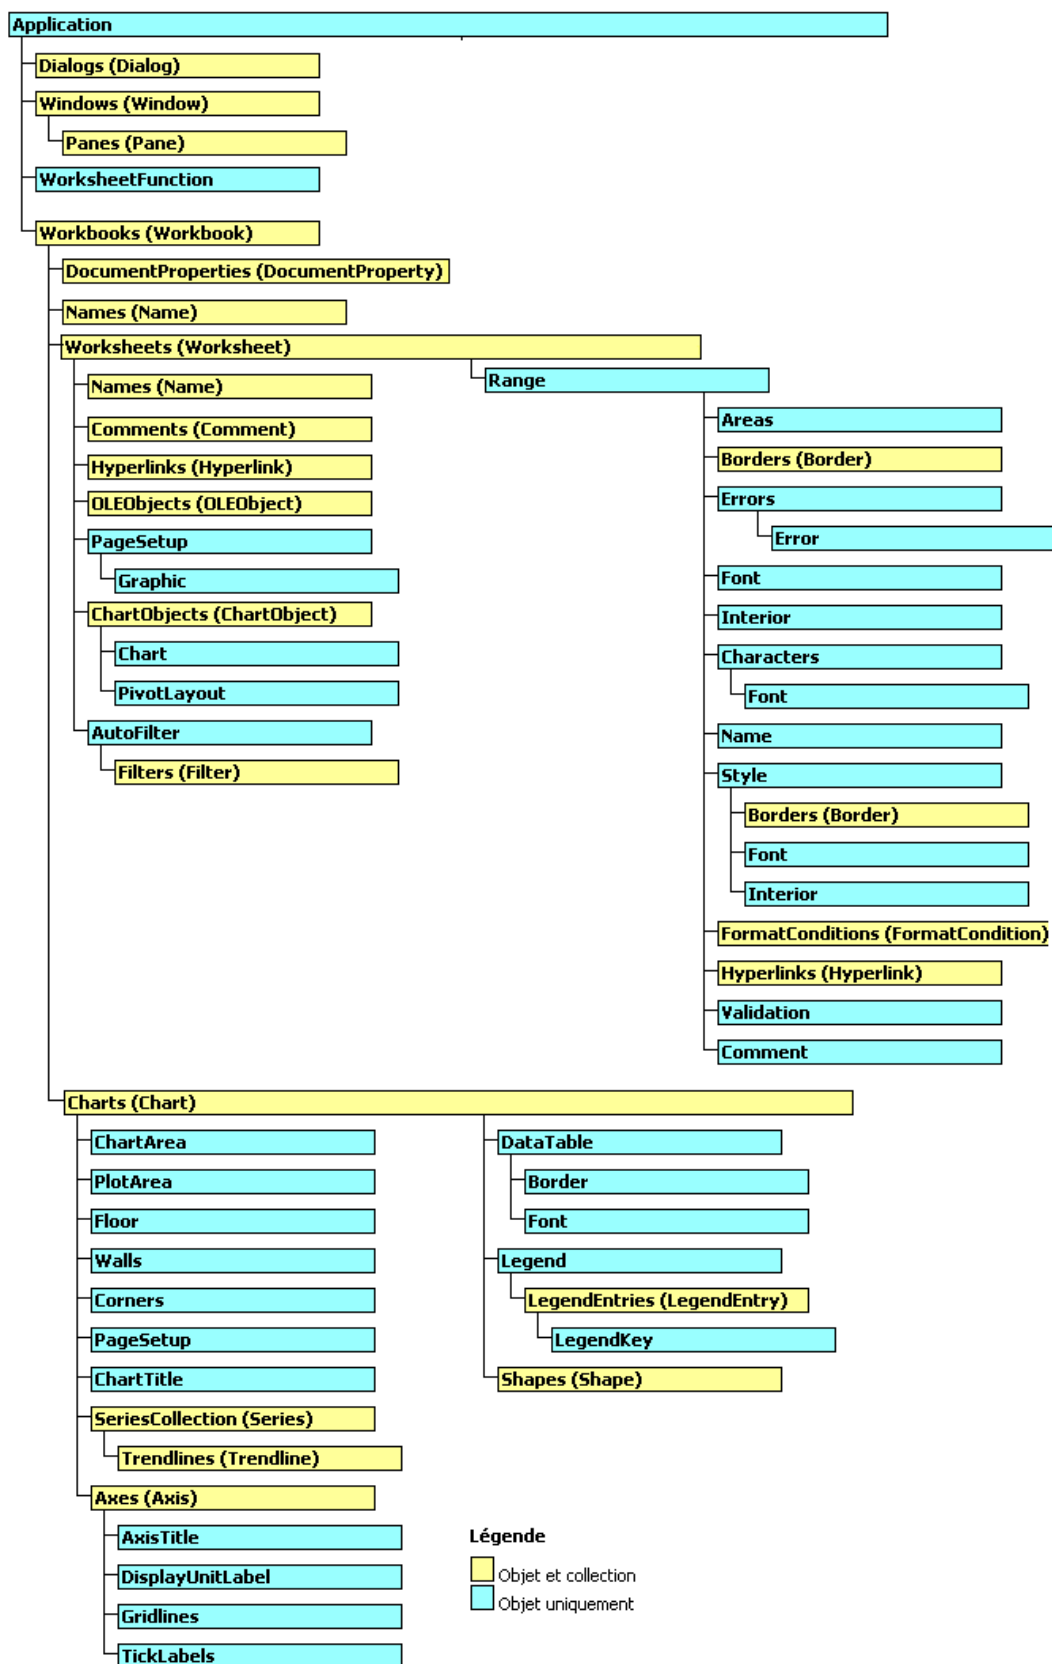 Application
Dialogs (Dialog)
Windows (Window)
Panes (Pane)
WorksheetFunction
Workbooks (Workbook)
DocumentProperties (DocumentProperty)
Names (Name)
Worksheets (Worksheet)
Names (Name)
Comments (Comment)
Hyperlinks (Hyperlink)
OLEObjects (OLEObject)
PageSetup
Graphic
ChartObjects (ChartObject)
Chart
PivotLayout
AutoFilter
Filters (Filter)
Range
Areas
Borders (Border)
Errors
Error
Font
Interior
Characters
Font
Name
Style
Borders (Border)
Font
Interior
FormatConditions (FormatCondition)
Hyperlinks (Hyperlink)
Validation
Comment
Charts (Chart)
ChartArea
PlotArea
Floor
Walls
Corners
PageSetup
ChartTitle
SeriesCollection (Series)
Trendlines (Trendline)
Axes (Axis)
AxisTitle
DisplayUnitLabel
Gridlines
TickLabels
DataTable
Border
Font
Legend
LegendEntries (LegendEntry)
LegendKey
Shapes (Shape)
Légende
Objet et collection
Objet uniquement